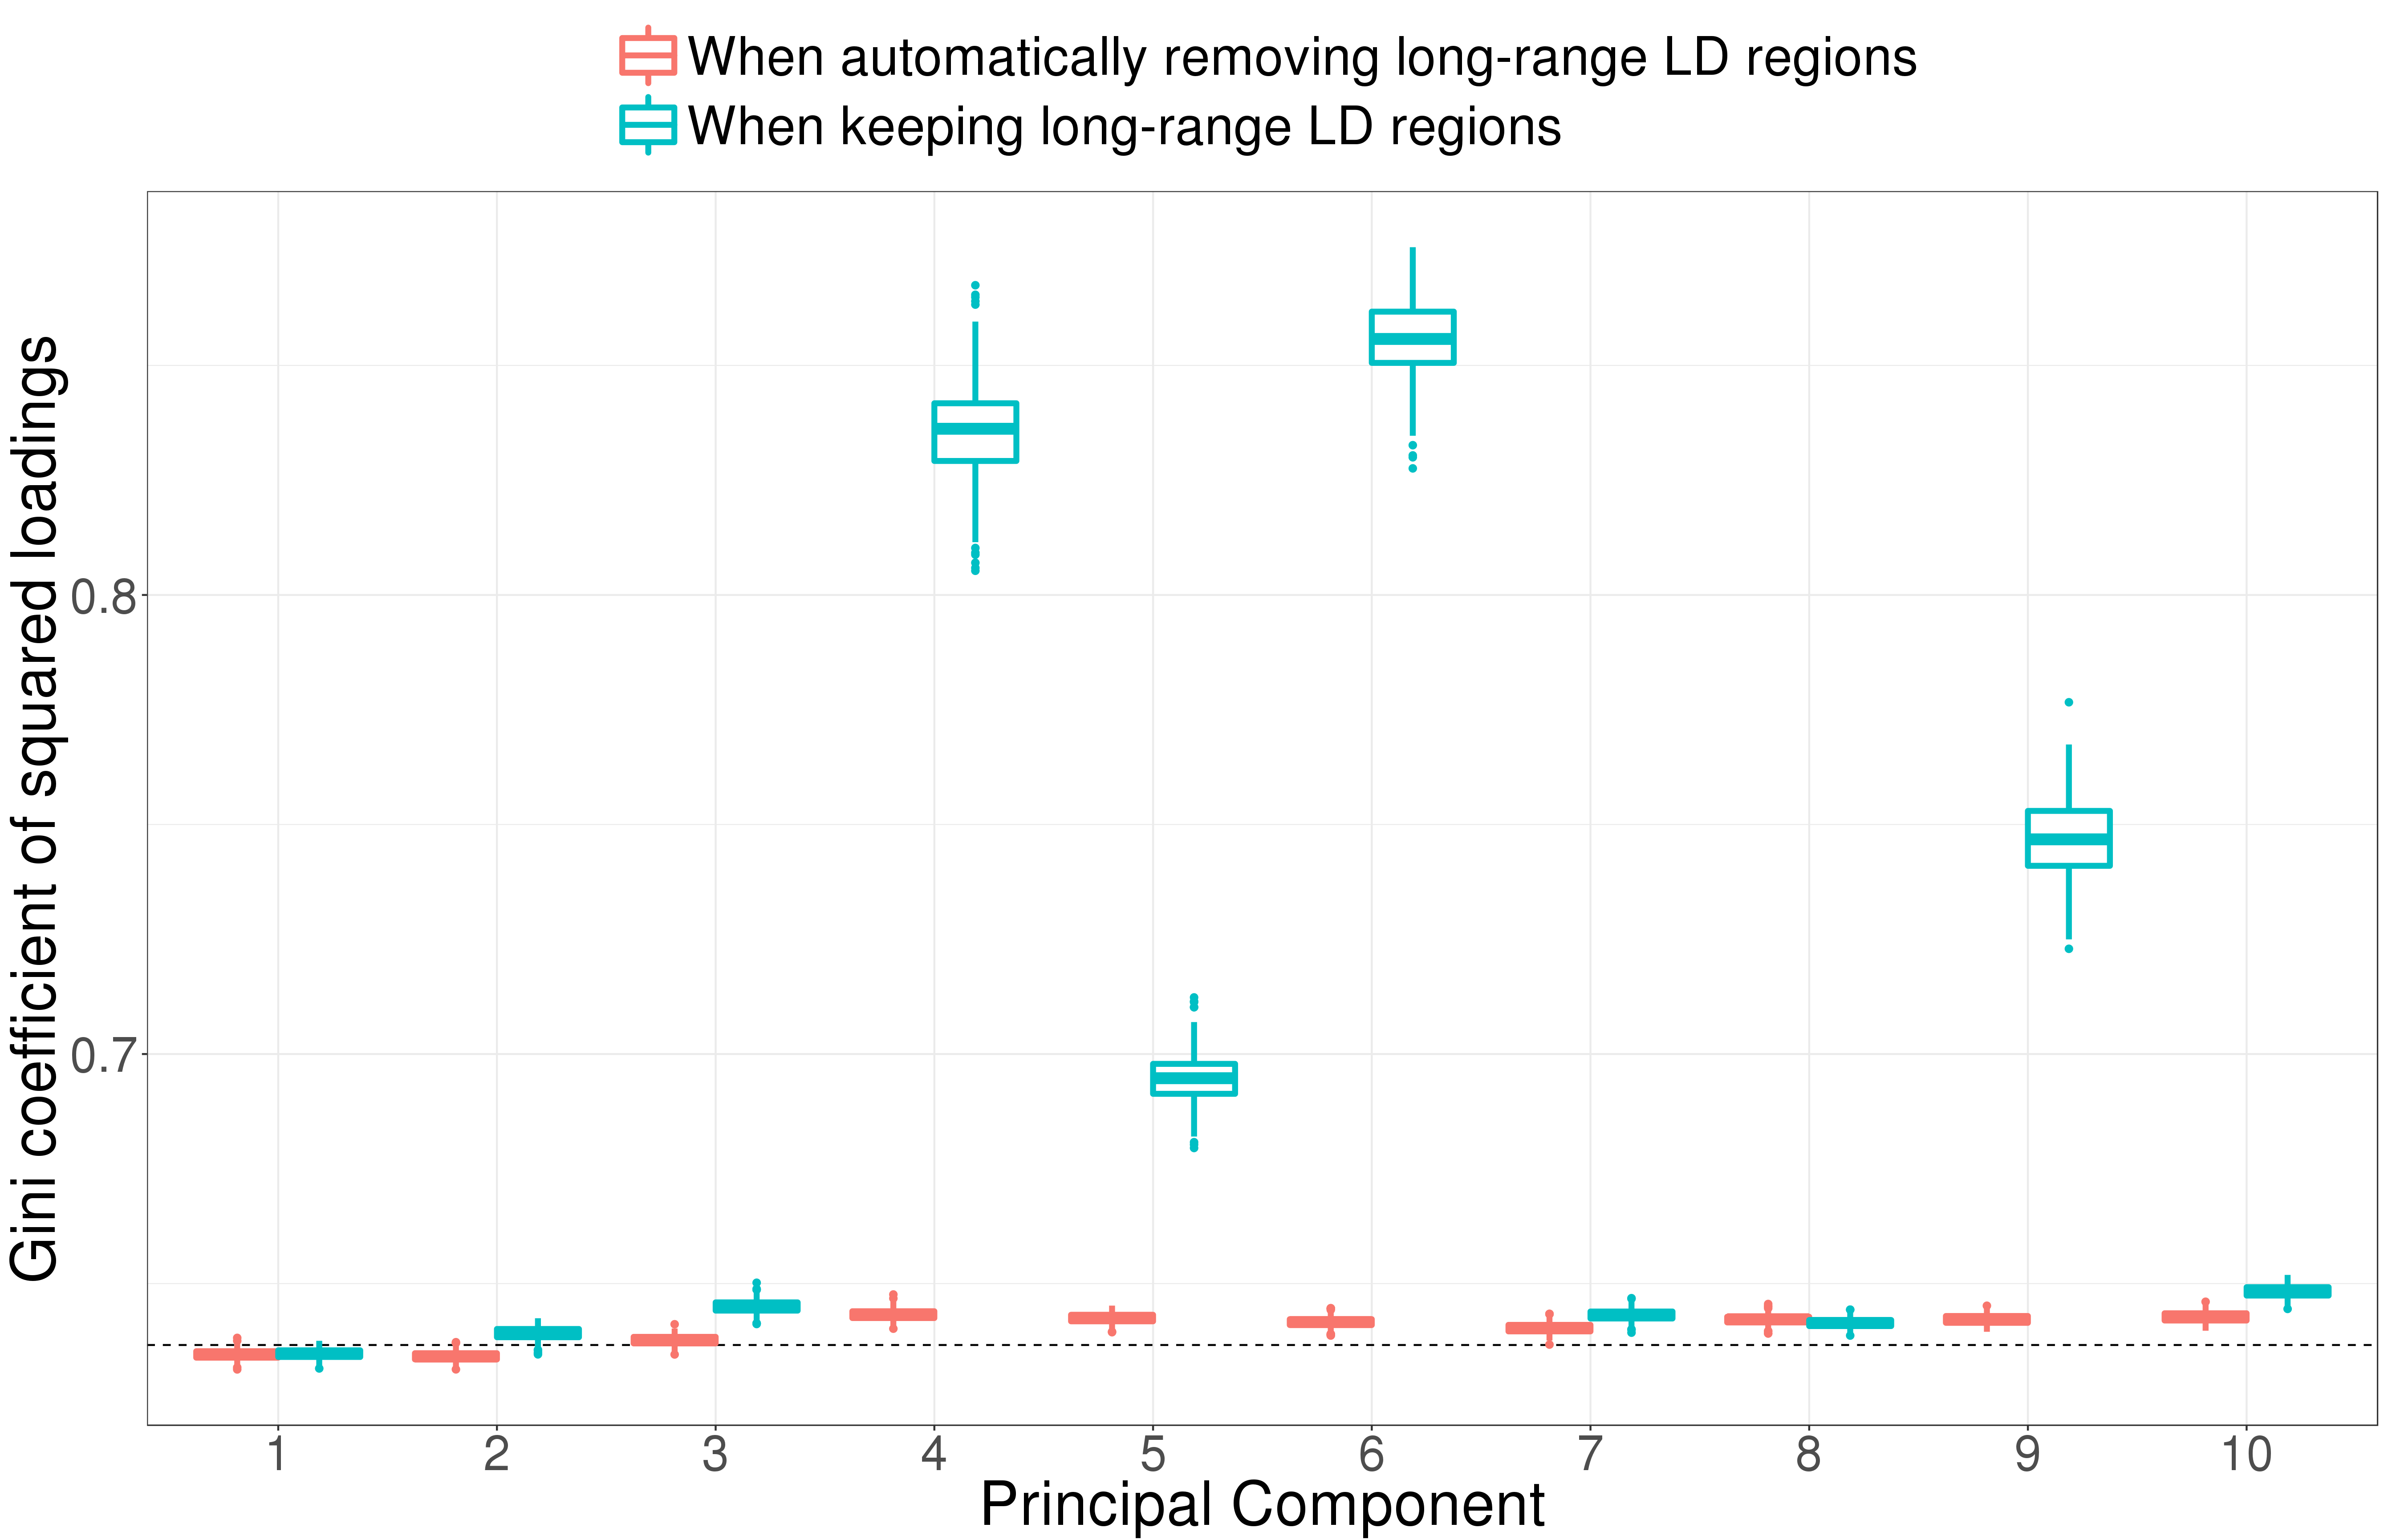 When automatically removing long-range LD regions
When keeping long-range LD regions
Gini coefficient of squared loadings
0.8
0.7
1 2 3 4 5 6 7 8 9 10
Principal Component